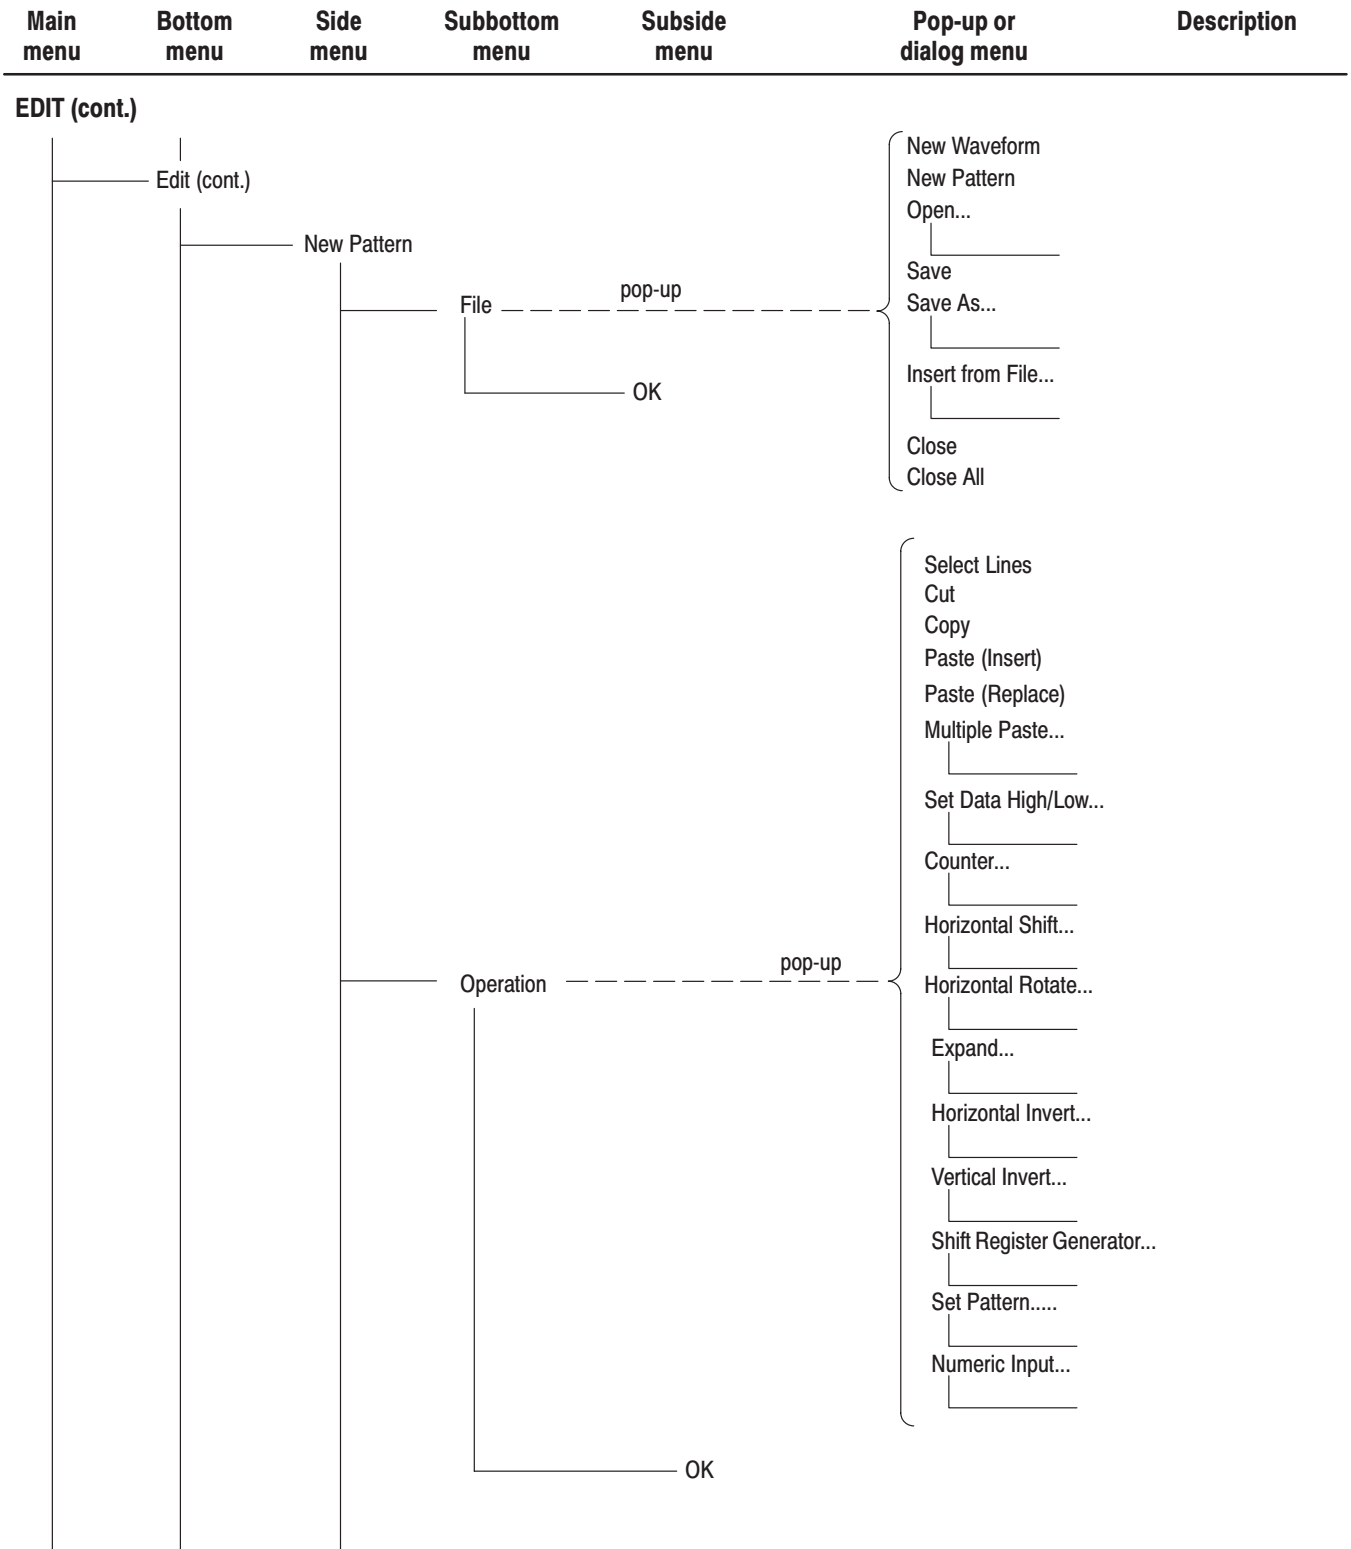 Main menu
Bottom menu
Side menu
Subbottom menu
Subside menu
Pop-up or dialog menu
Description
EDIT (cont.)
Edit (cont.)
New Pattern
File
pop-up
OK
New Waveform
New Pattern
Open...
Save
Save As...
Insert from File...
Close
Close All
Operation
pop-up
Select Lines
Cut
Copy
Paste (Insert)
Paste (Replace)
Multiple Paste...
Set Data High/Low...
Counter...
Horizontal Shift...
Horizontal Rotate...
Expand...
Horizontal Invert...
Vertical Invert...
Shift Register Generator...
Set Pattern.....
Numeric Input...
OK